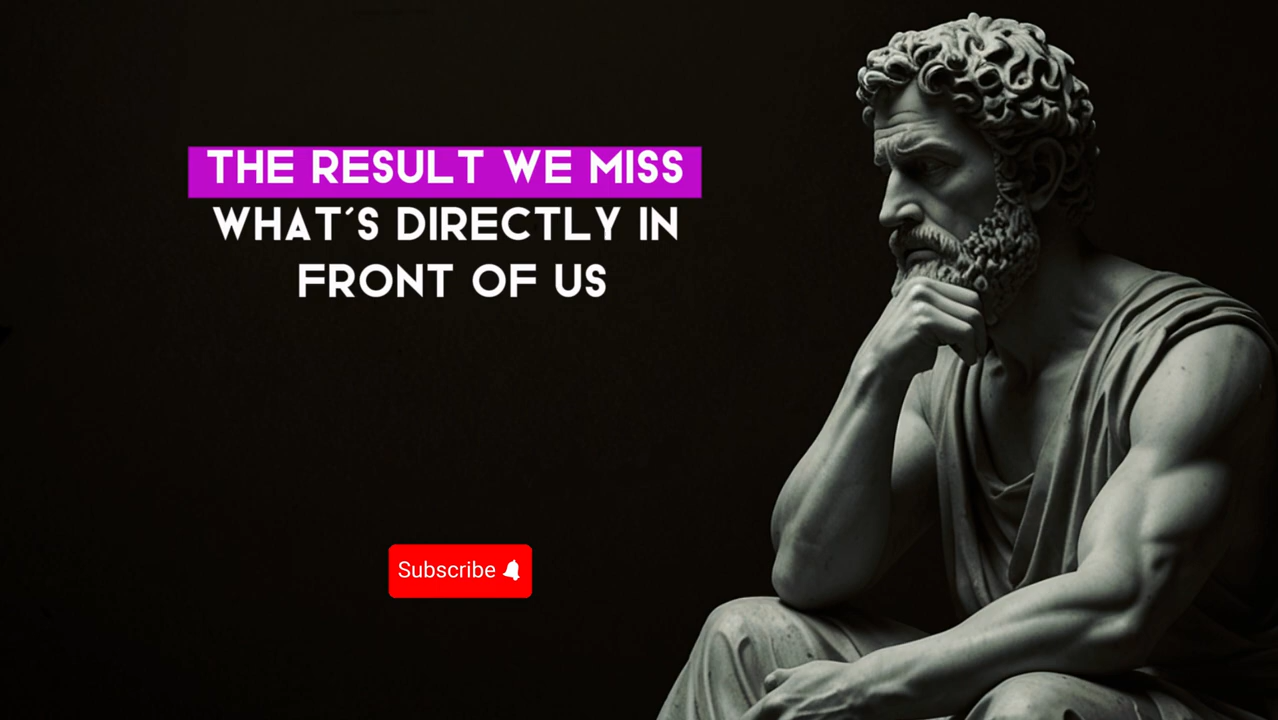 THE RESULT WE MISS
WHAT´S DIRECTLY IN
FRONT OF US
Subscribe